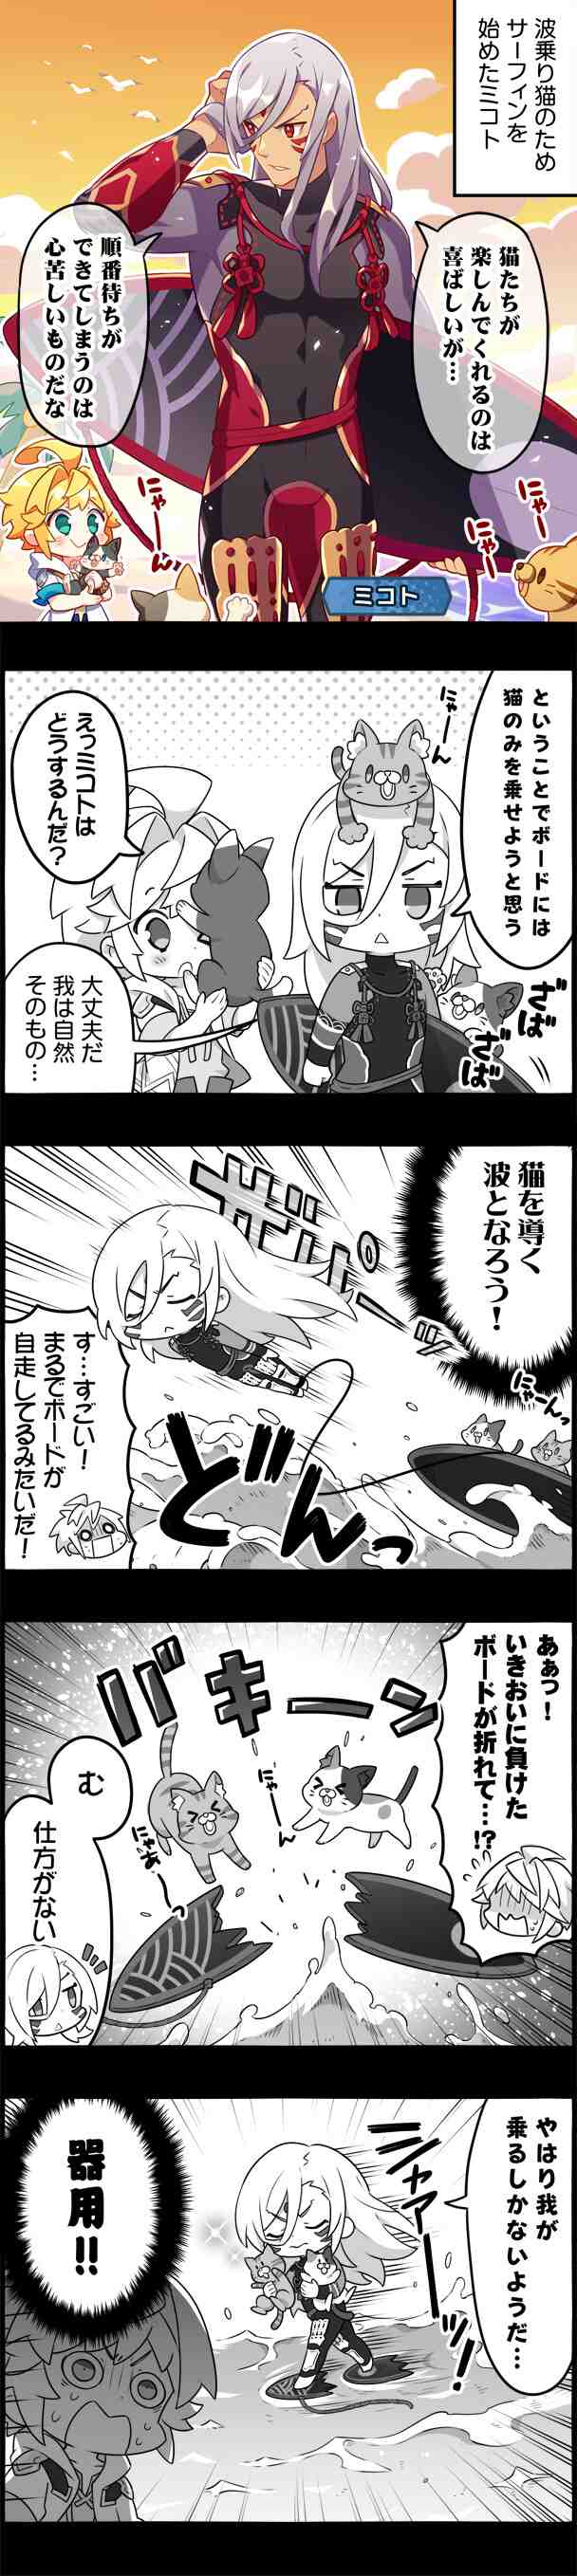 波乗り猫のため
サーフィンを
始めたミコト
猫たちが
楽しんでくれるのは
喜ばしいが…
順番待ちが
できてしまうのは
心苦しいものだな
にゃーん
にゃー
にゃー
ミコト
ということでボードには
猫のみを乗せようと思う
にゃーん
えっミコトは
どうするんだ？
ざば
ざば
大丈夫だ
我は自然
そのもの…
猫を導く
波となろう！
ギュピーーッ
にゃーんっ
す…すごい！
まるでボードが
自走してるみたいだ！
どんっ
あぁっ！
いきおいに負けた
ボードが折れて…!?
バキーーン
にゃーん
にゃあーっ
む
仕方がない
やはり我が
乗るしかないようだ…
シャアーーッ！
器用!!